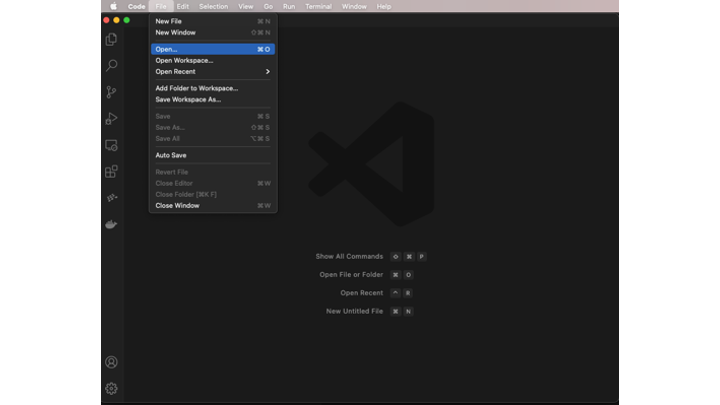 Code File Edit Selection View Go Run Terminal Window Help
New File ⌘ N
New Window ⇧⌘ N
Open... ⌘ O
Open Workspace...
Open Recent >
Add Folder to Workspace...
Save Workspace As...
Save ⌘ S
Save As... ⇧⌘ S
Save All ⌥⌘ S
Auto Save
Revert File
Close Editor ⌘ W
Close Folder [⌘K F]
Close Window ⌘ W
Show All Commands ⇧ ⌘ P
Open File or Folder ⌘ O
Open Recent ^ R
New Untitled File ⌘ N